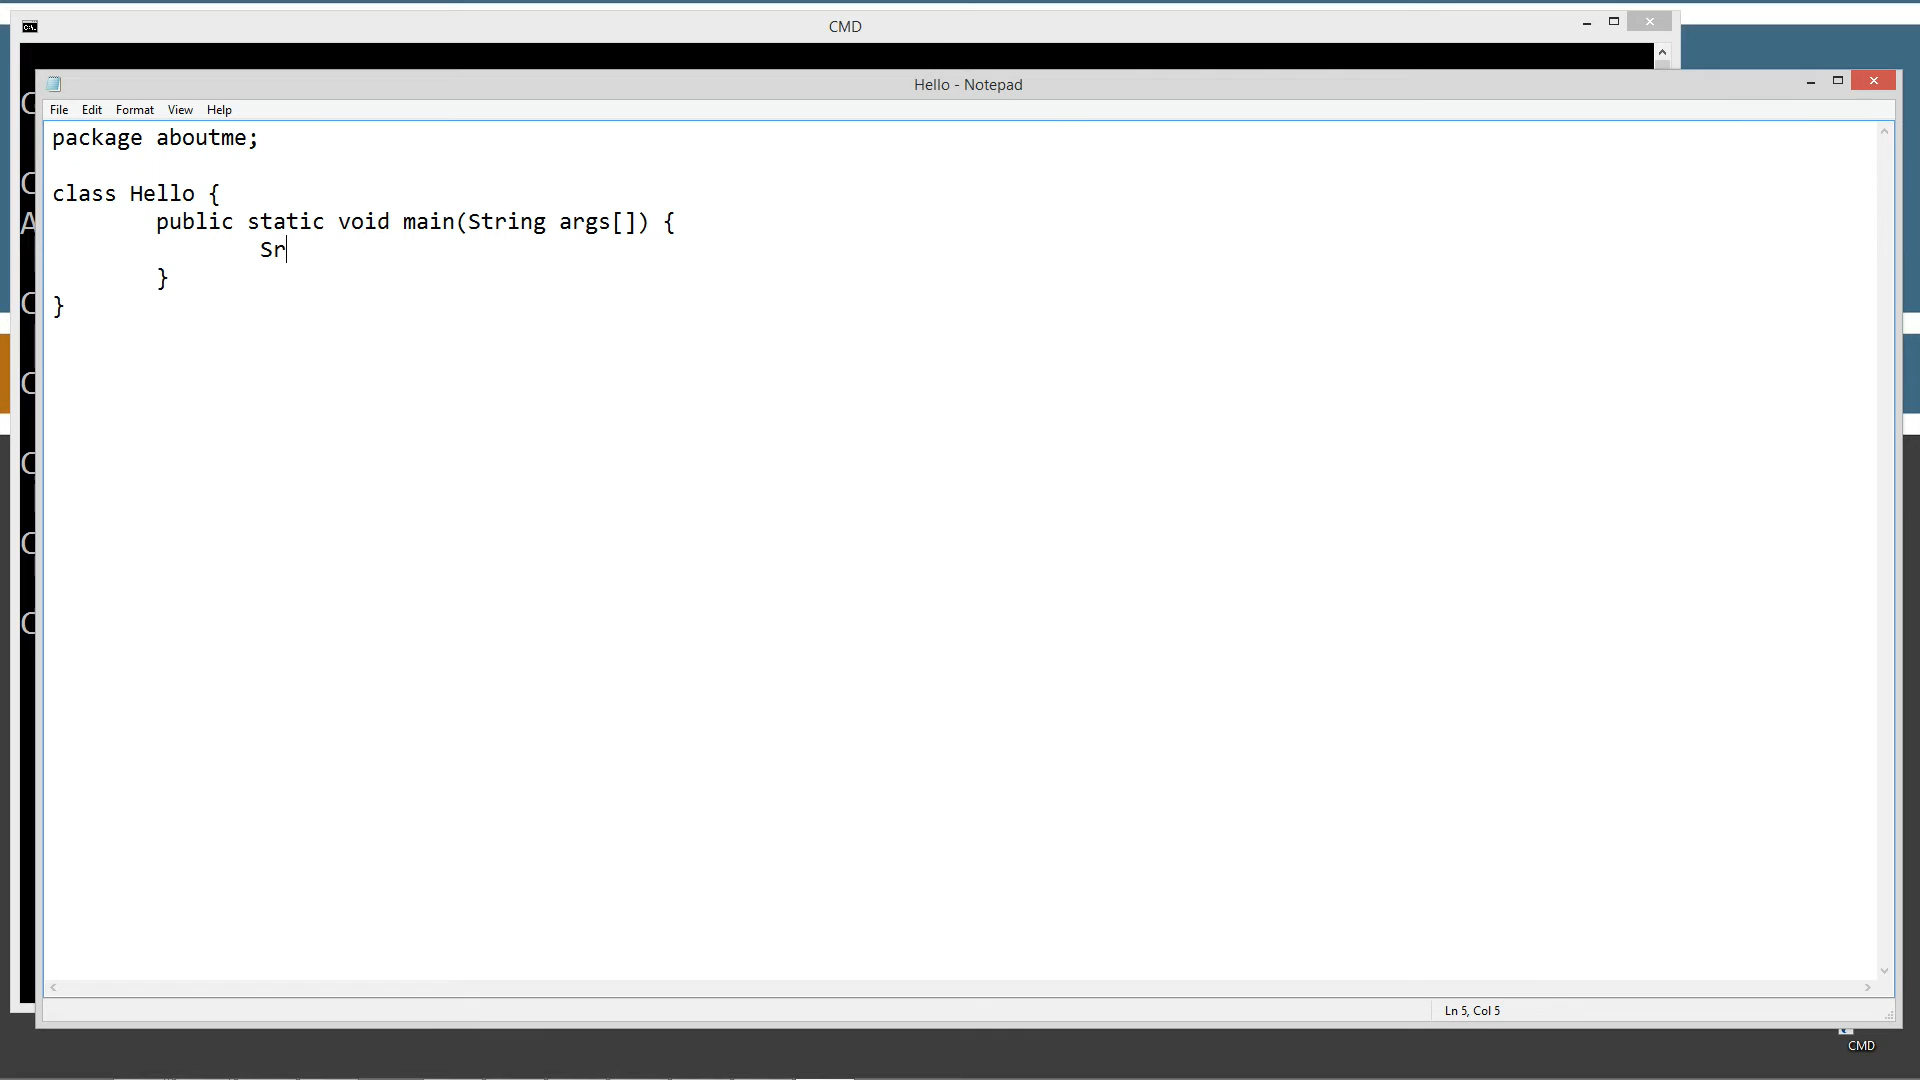 CMD
Hello - Notepad
File Edit Format View Help
package aboutme;
class Hello {
public static void main(String args[]) {
Sr
}
}
Ln 5, Col 5
CMD